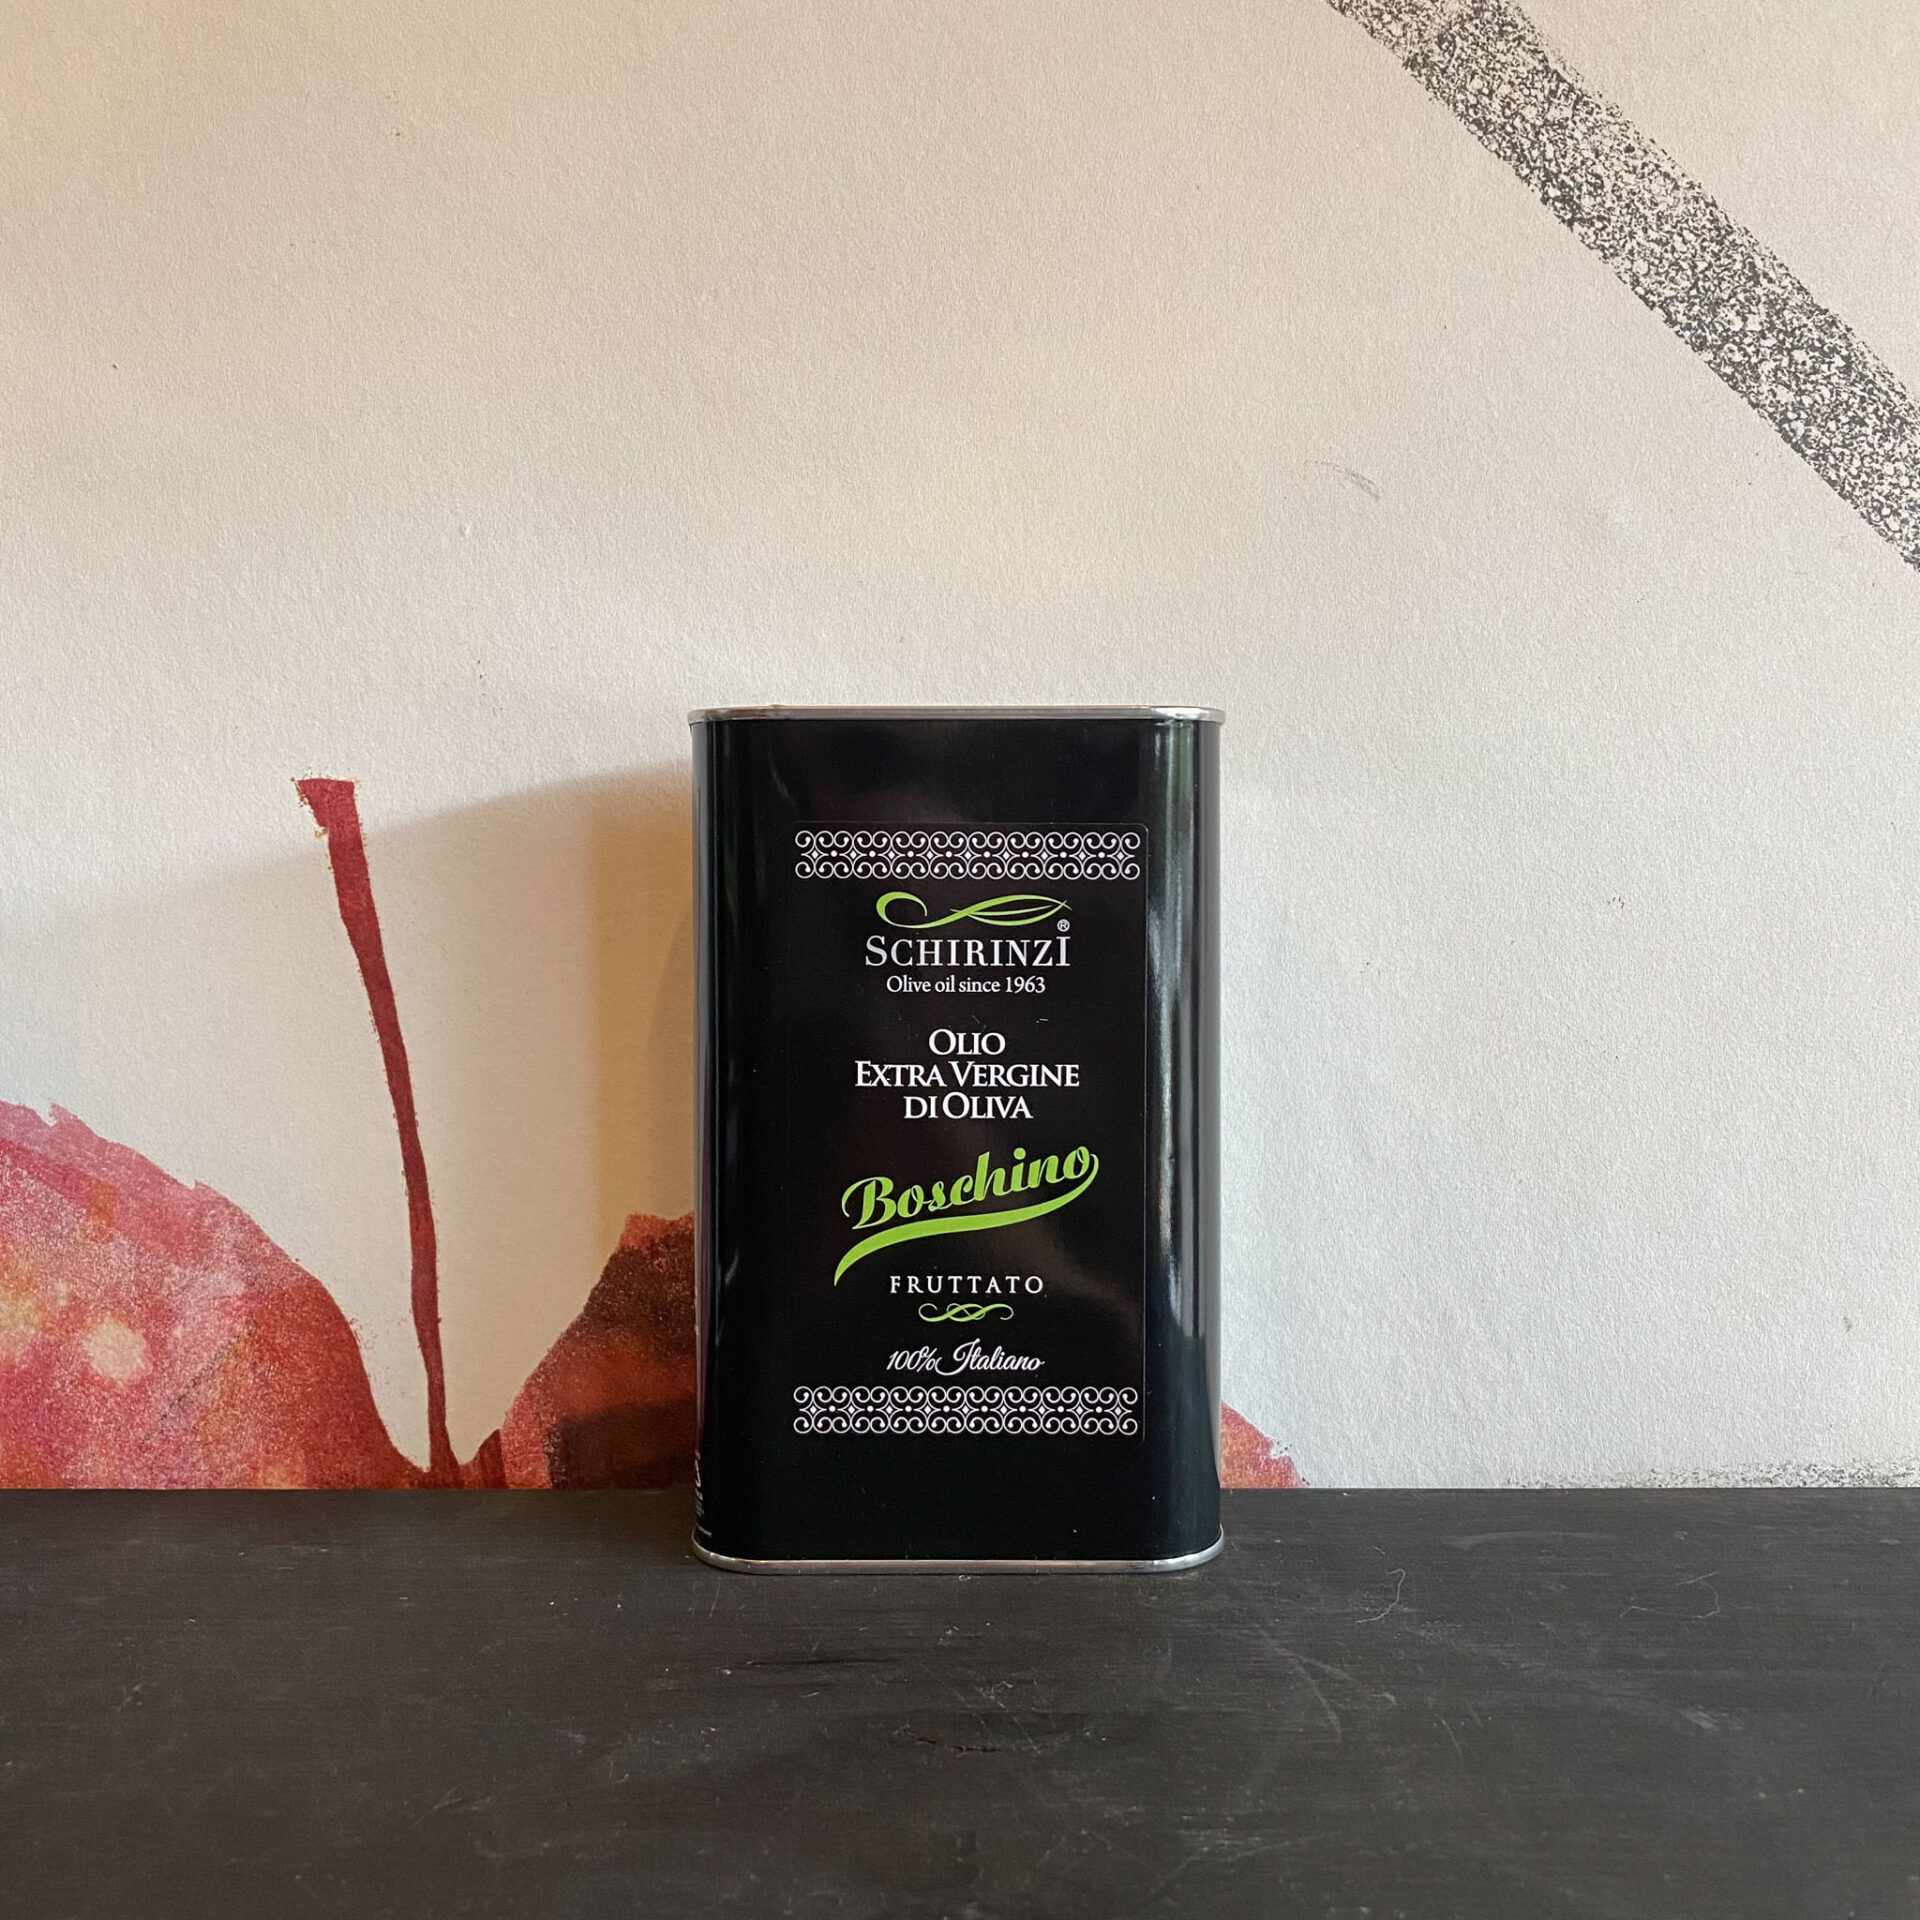 SCHIRINZI®
Olive oil since 1963
OLIO
EXTRA VERGINE
DI OLIVA
Boschino
FRUTTATO
100% Italiano